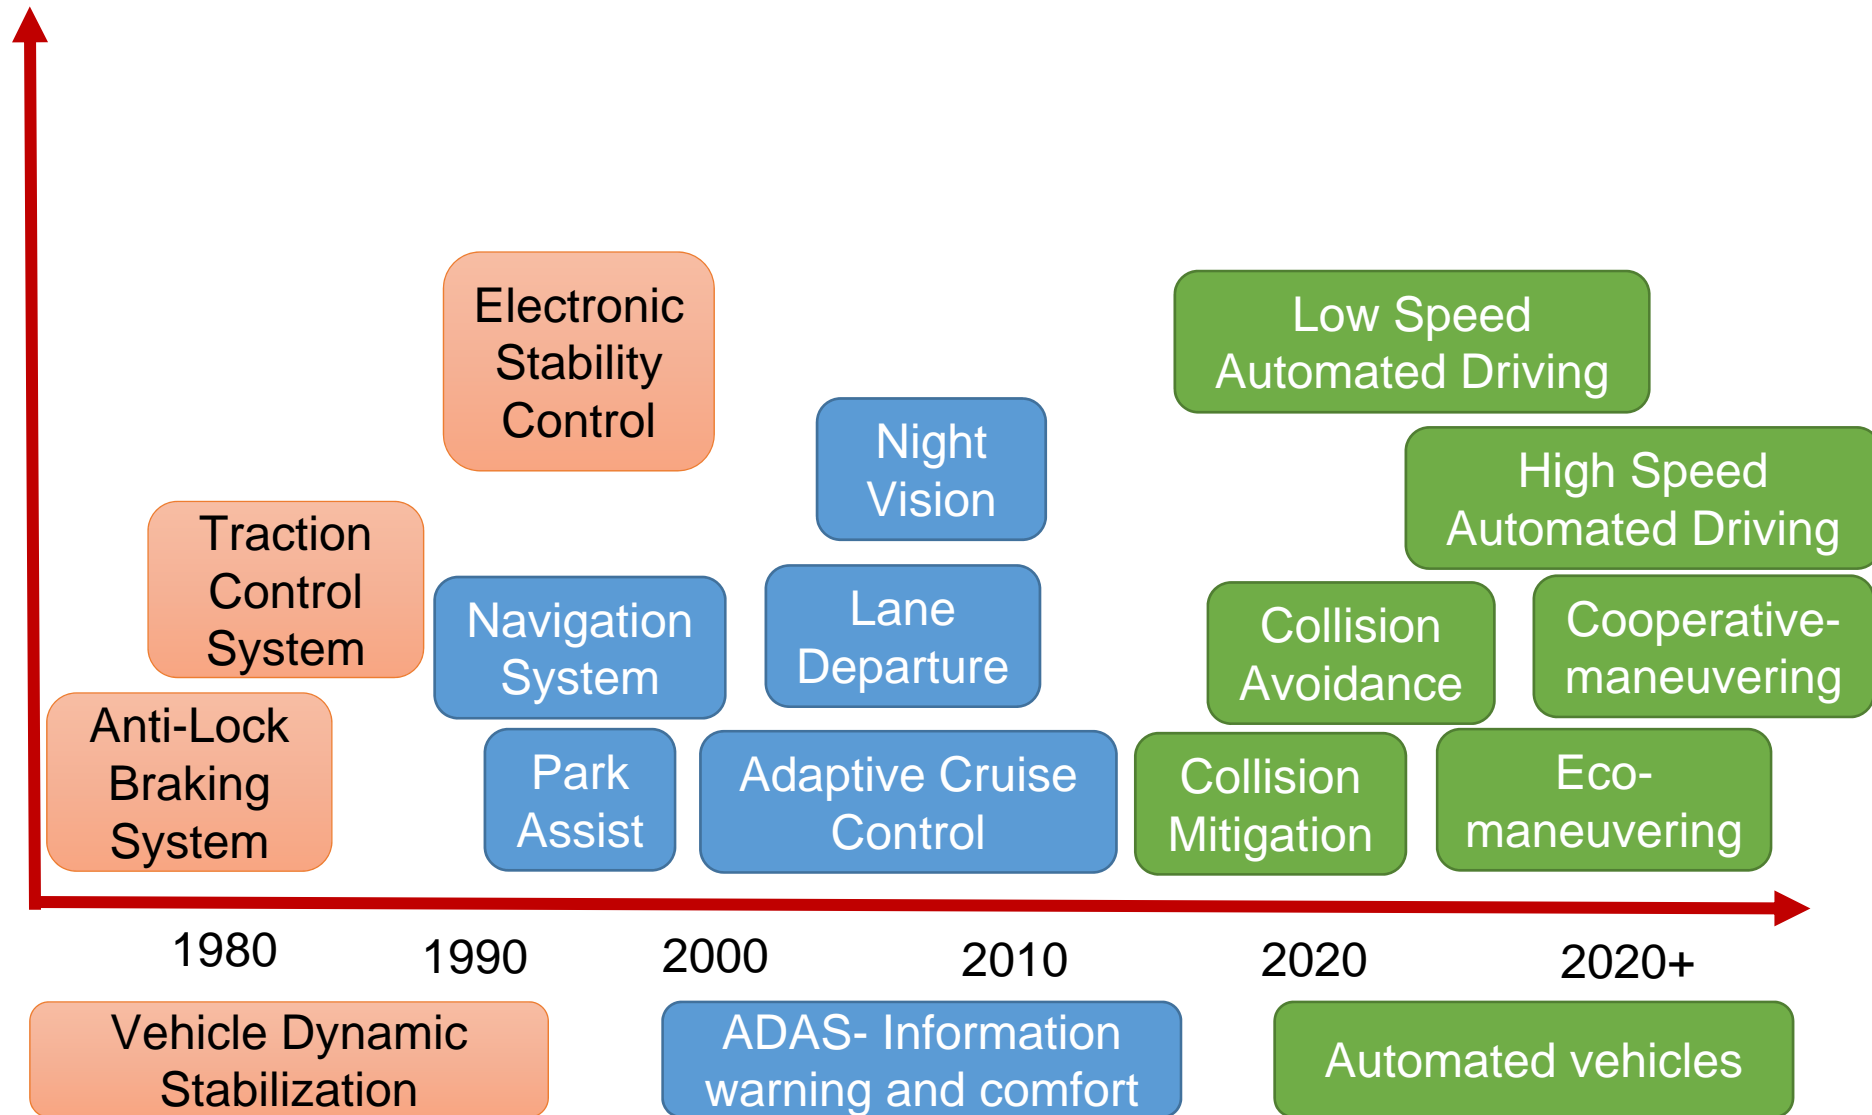 Electronic
Stability
Control
Low Speed
Automated Driving
Night
Vision
High Speed
Automated Driving
Traction
Control
System
Navigation
System
Lane
Departure
Collision
Avoidance
Cooperative-
maneuvering
Anti-Lock
Braking
System
Park
Assist
Adaptive Cruise
Control
Collision
Mitigation
Eco-
maneuvering
1980
1990
2000
2010
2020
2020+
Vehicle Dynamic
Stabilization
ADAS- Information
warning and comfort
Automated vehicles